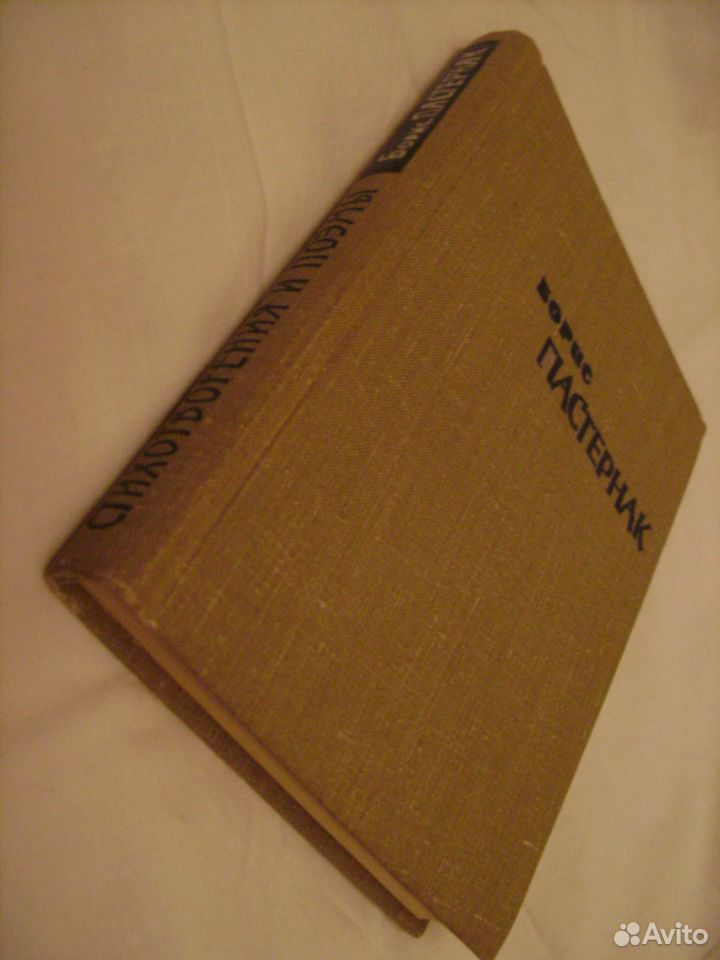 Борис ПАСТЕРНАК
СТИХОТВОРЕНИЯ И ПОЭМЫ
БОРИС
ПАСТЕРНАК
Avito